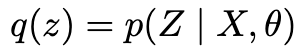 q(z) = p(Z | X, θ)